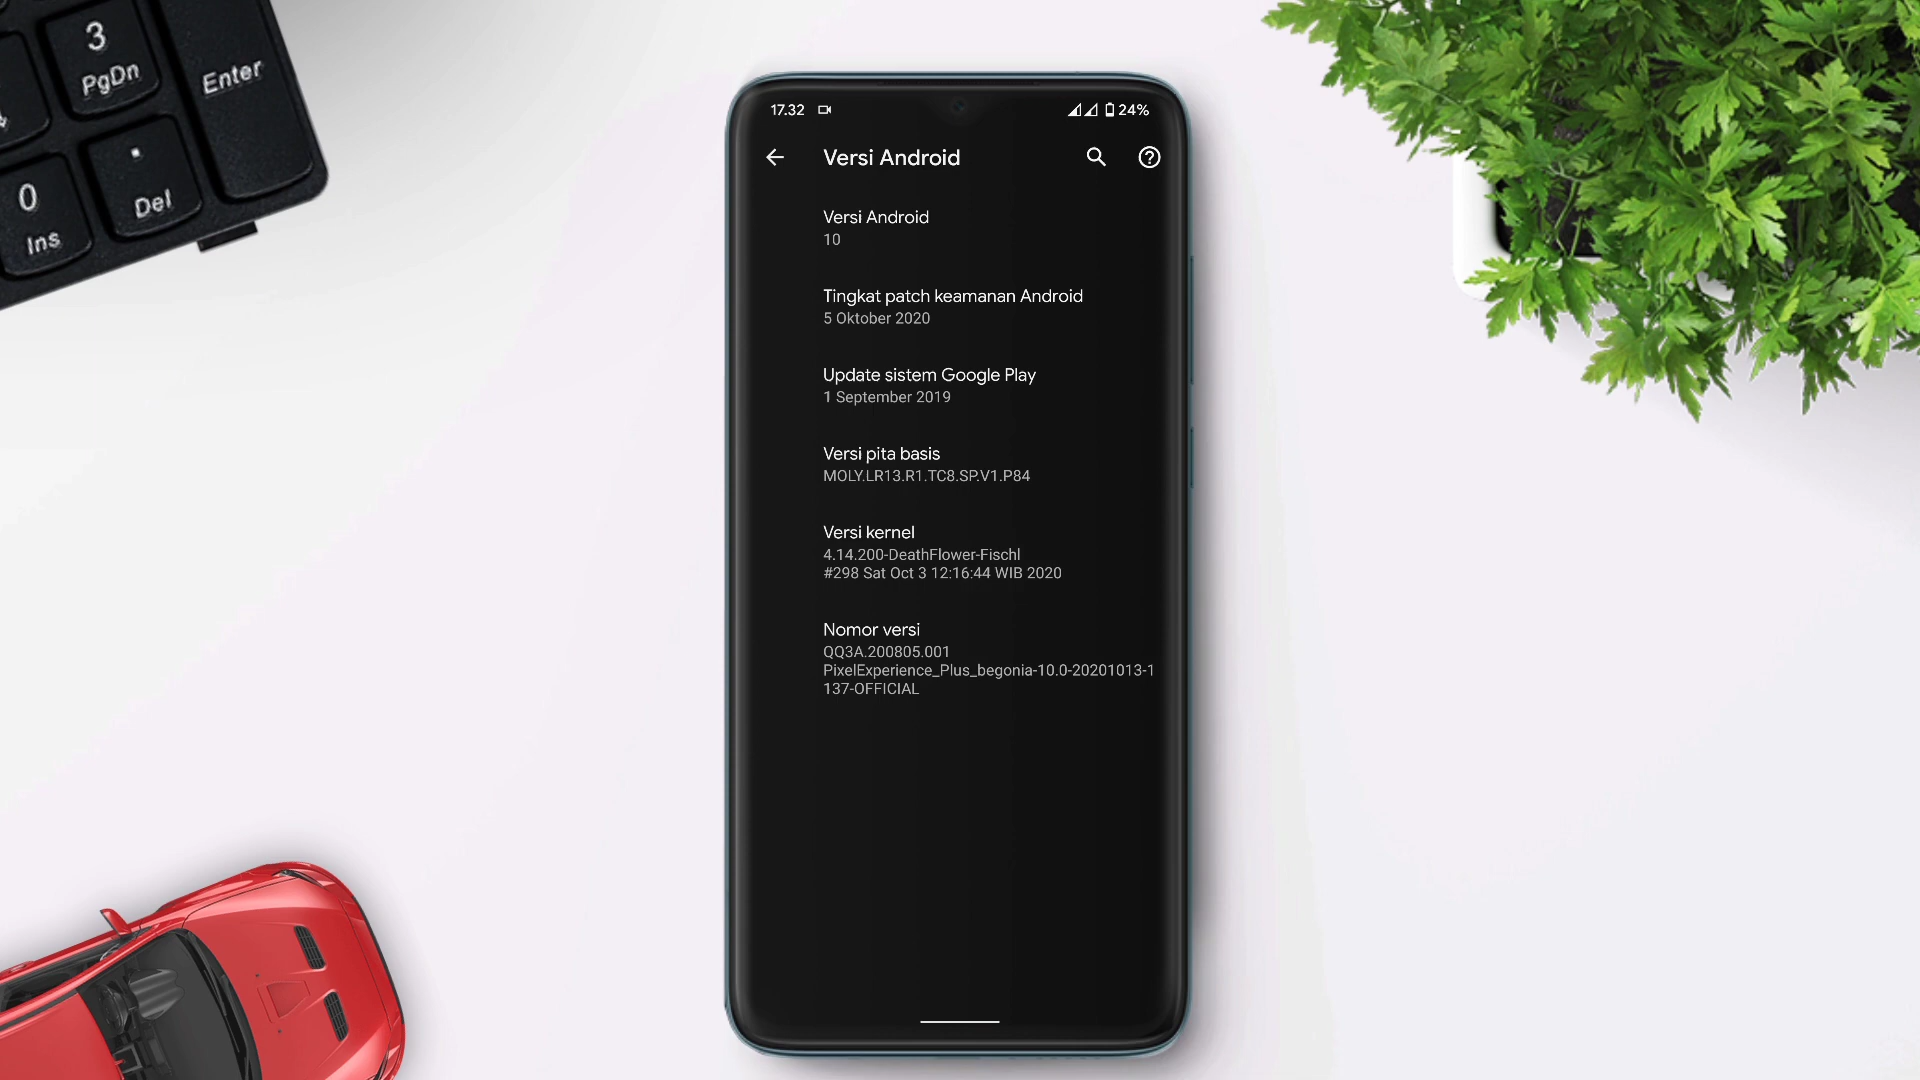 3
PgDn
Enter
0
Ins
.
Del
17.32
24%
Versi Android
Versi Android
10
Tingkat patch keamanan Android
5 Oktober 2020
Update sistem Google Play
1 September 2019
Versi pita basis
MOLY.LR13.R1.TC8.SP.V1.P84
Versi kernel
4.14.200-DeathFlower-Fischl
#298 Sat Oct 3 12:16:44 WIB 2020
Nomor versi
QQ3A.200805.001
PixelExperience_Plus_begonia-10.0-20201013-1
137-OFFICIAL